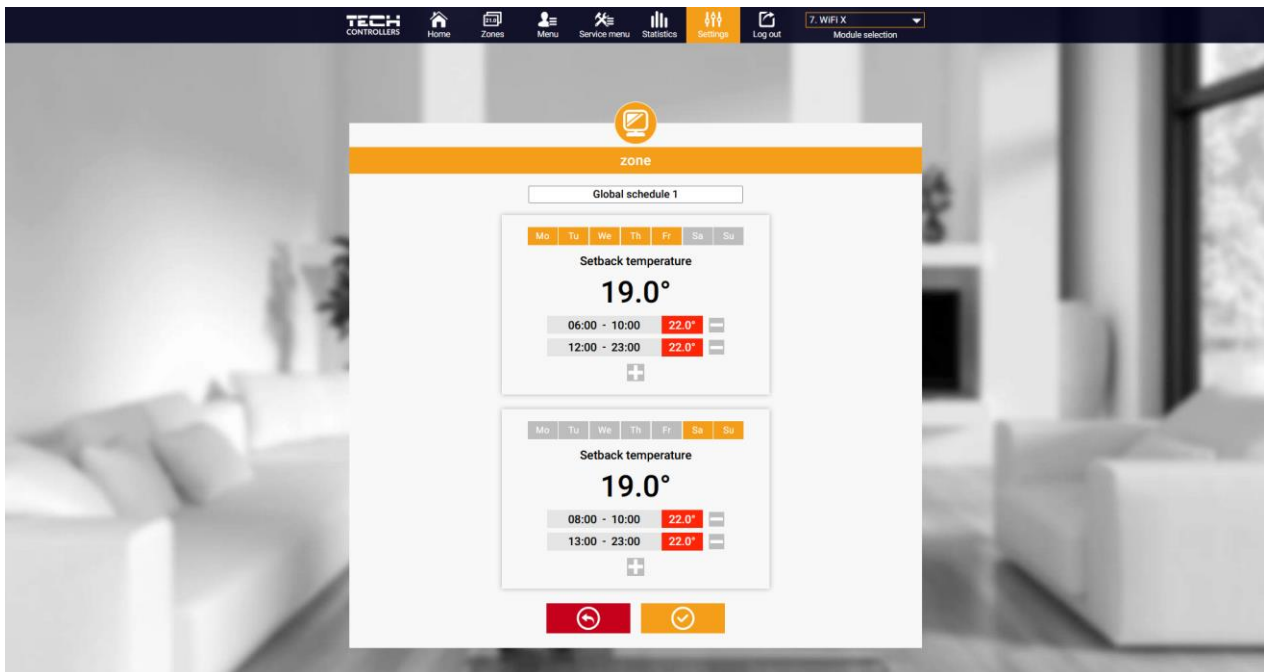 TECH CONTROLLERS
Home
21.0
Zones
Menu
Service menu
Statistics
Settings
Log out
7. WiFi X
Module selection
zone
Global schedule 1
Mo Tu We Th Fr Sa Su
Setback temperature
19.0°
06:00 - 10:00 22.0°
12:00 - 23:00 22.0°
Mo Tu We Th Fr Sa Su
Setback temperature
19.0°
08:00 - 10:00 22.0°
13:00 - 23:00 22.0°